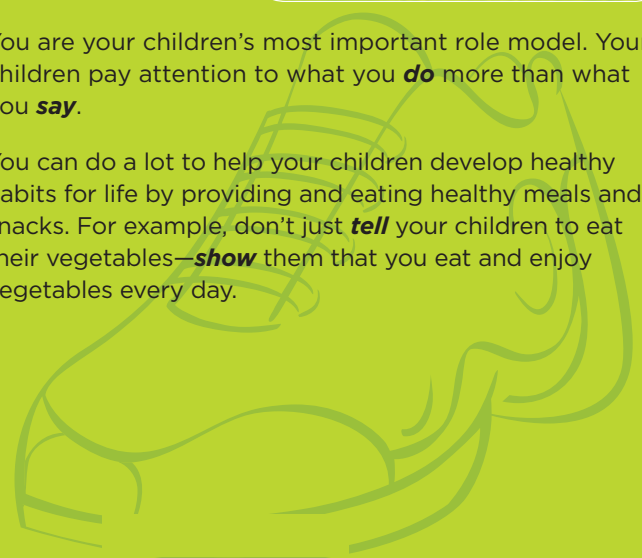 ou are your children’s most important role model. You
hildren pay attention to what you do more than what
ou say.
ou can do a lot to help your children develop healthy
abits for life by providing and eating healthy meals and
nacks. For example, don’t just tell your children to eat
heir vegetables—show them that you eat and enjoy
egetables every day.